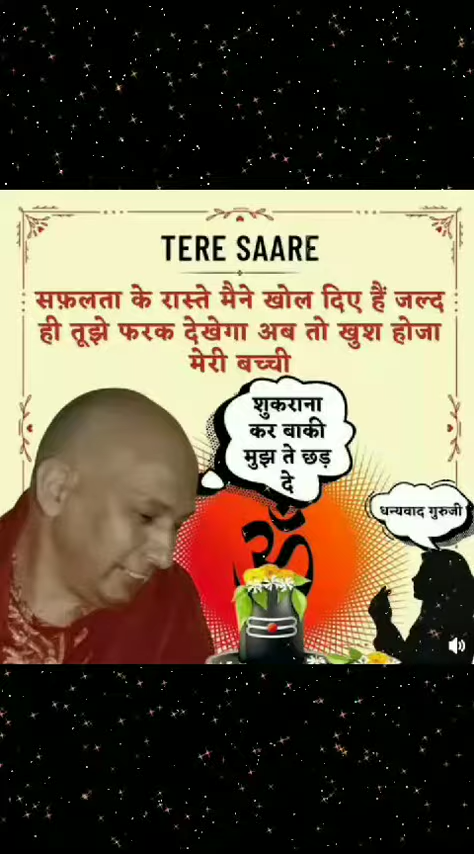 TERE SAARE
सफ़लता के रास्ते मैने खोल दिए हैं जल्द
ही तूझे फरक देखेगा अब तो खुश होजा
मेरी बच्ची
शुकराना
कर बाकी
मुझ ते छड़
दे
धन्यवाद गुरुजी
ॐ